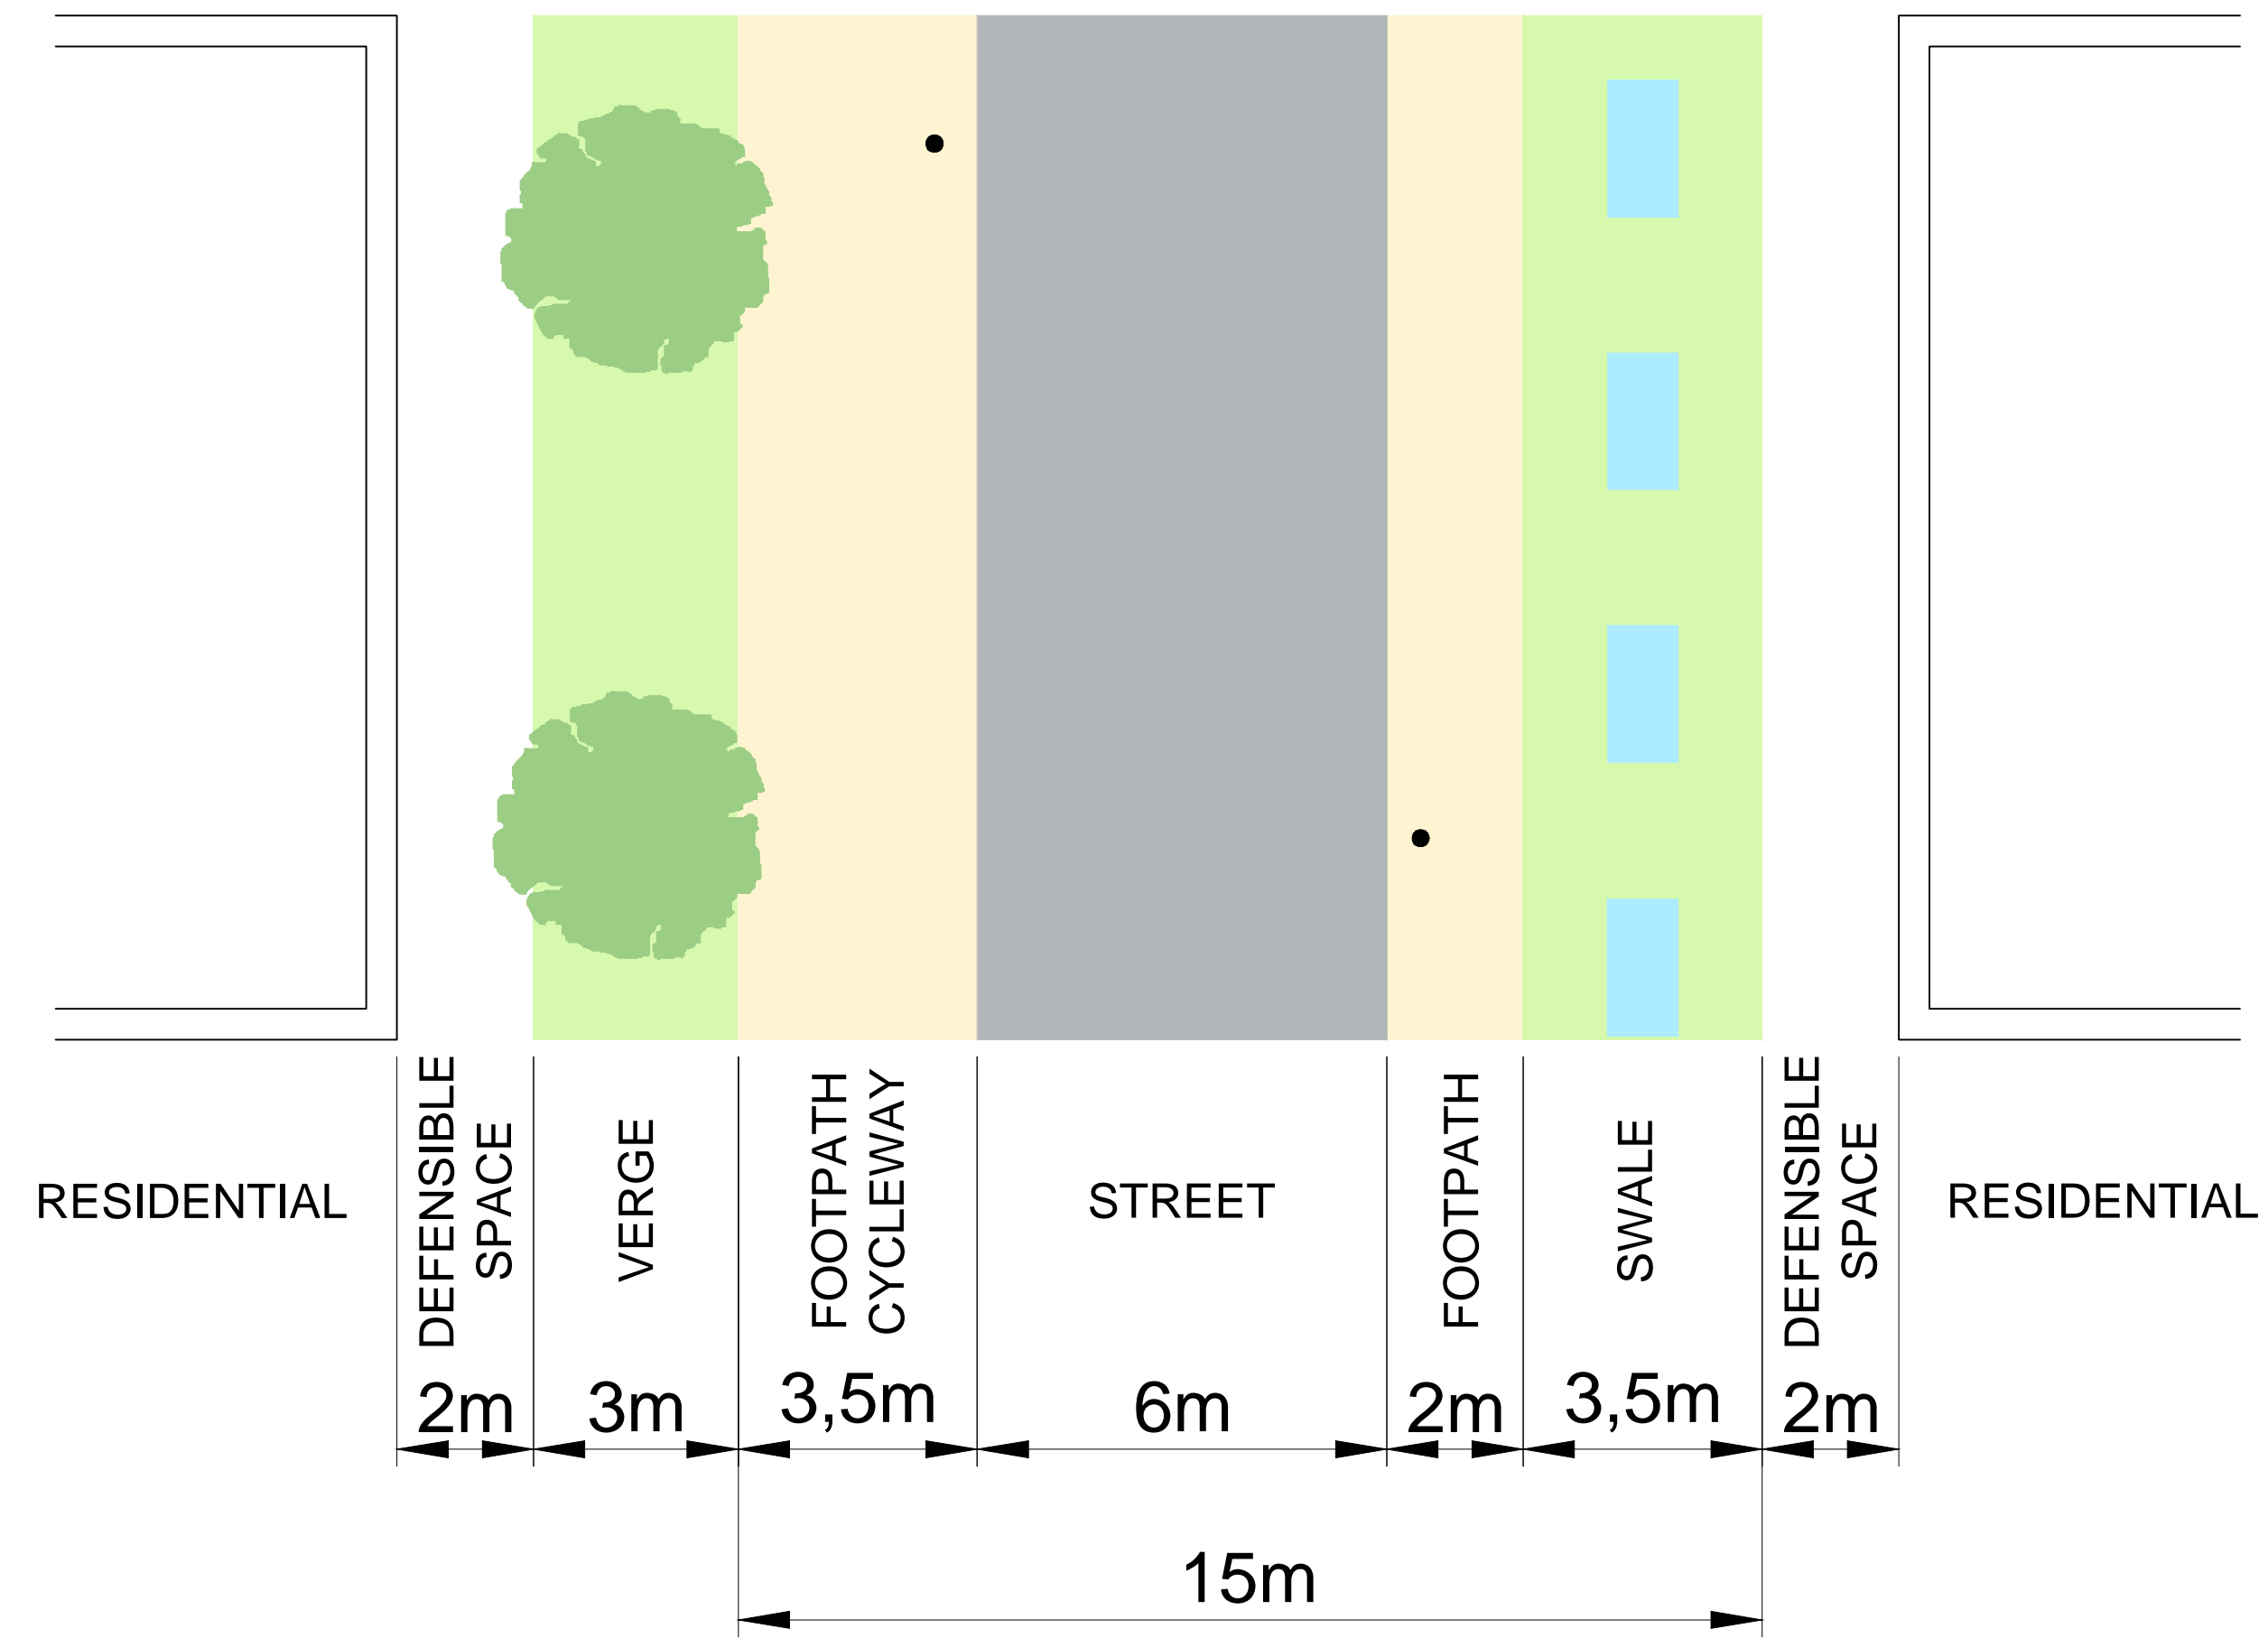 RESIDENTIAL
DEFENSIBLE
SPACE
VERGE
FOOTPATH
CYCLEWAY
STREET
FOOTPATH
SWALE
DEFENSIBLE
SPACE
RESIDENTIAL
2m
3m
3,5m
6m
2m
3,5m
2m
15m